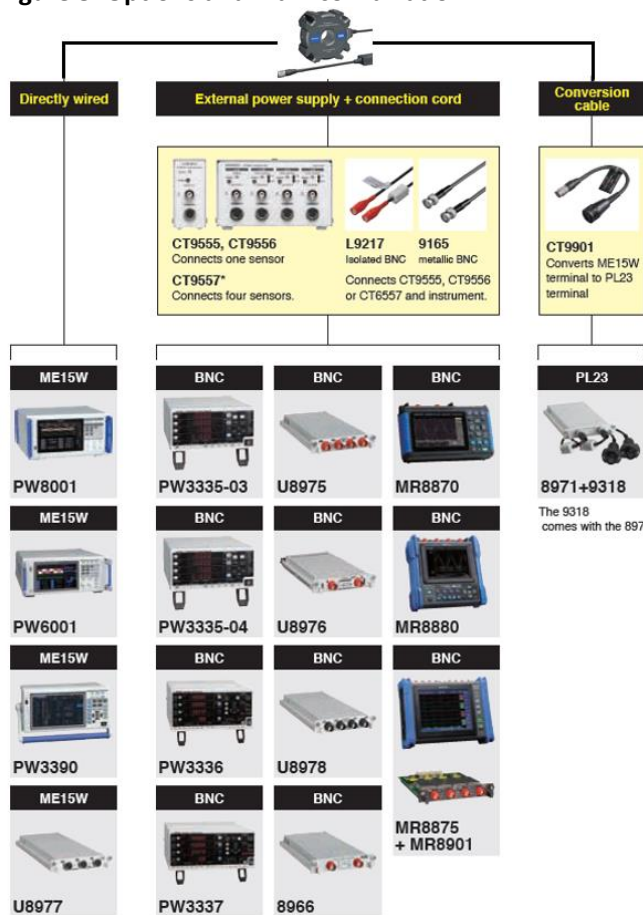 Directly wired
External power supply + connection cord
Conversion
cable
CT9555, CT9556
Connects one sensor
CT9557*
Connects four sensors.
L9217
Isolated BNC
9165
metallic BNC
Connects CT9555, CT9556
or CT6557 and instrument.
CT9901
Converts ME15W
terminal to PL23
terminal
ME15W
PW8001
ME15W
PW6001
ME15W
PW3390
ME15W
U8977
BNC
PW3335-03
BNC
PW3335-04
BNC
PW3336
BNC
PW3337
BNC
U8975
BNC
U8976
BNC
U8978
BNC
8966
BNC
MR8870
BNC
MR8880
BNC
MR8875
+ MR8901
PL23
8971+9318
The 9318
comes with the 897